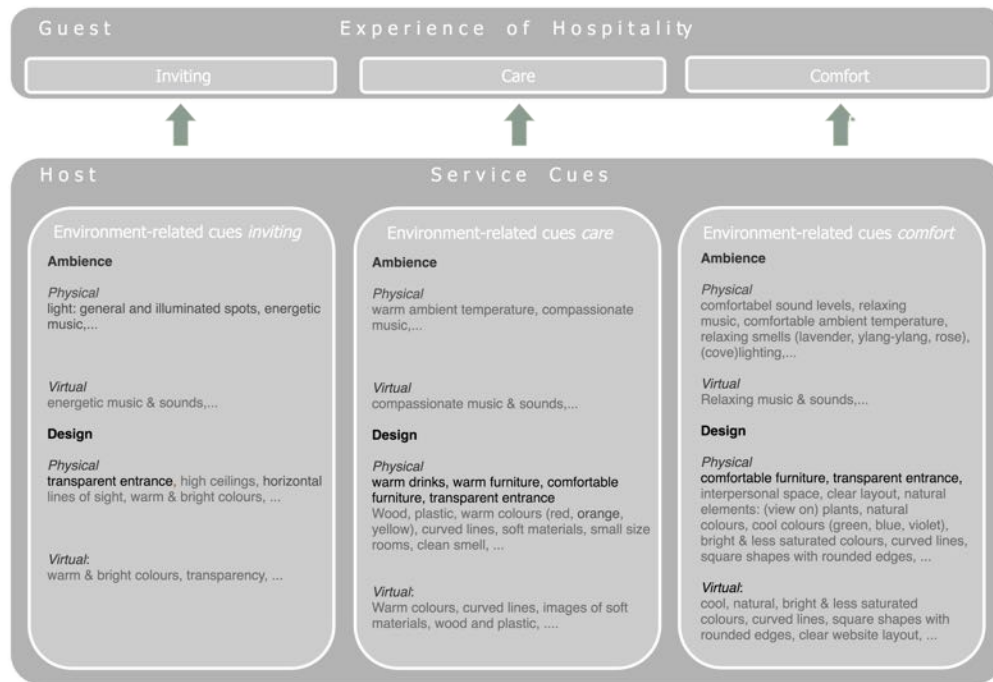 Guest Experience of Hospitality
Inviting Care Comfort
Host Service Cues
Environment-related cues inviting
Ambience
Physical
light: general and illuminated spots, energetic
music,...
Virtual
energetic music & sounds,...
Design
Physical
transparent entrance, high ceilings, horizontal
lines of sight, warm & bright colours, ...
Virtual:
warm & bright colours, transparency, ...
Environment-related cues care
Ambience
Physical
warm ambient temperature, compassionate
music,...
Virtual
compassionate music & sounds,...
Design
Physical
warm drinks, warm furniture, comfortable
furniture, transparent entrance
Wood, plastic, warm colours (red, orange,
yellow), curved lines, soft materials, small size
rooms, clean smell, ...
Virtual:
Warm colours, curved lines, images of soft
materials, wood and plastic, ....
Environment-related cues comfort
Ambience
Physical
comfortabel sound levels, relaxing
music, comfortable ambient temperature,
relaxing smells (lavender, ylang-ylang, rose),
(cove)lighting,...
Virtual
Relaxing music & sounds,...
Design
Physical
comfortable furniture, transparent entrance,
interpersonal space, clear layout, natural
elements: (view on) plants, natural
colours, cool colours (green, blue, violet),
bright & less saturated colours, curved lines,
square shapes with rounded edges, ...
Virtual:
cool, natural, bright & less saturated
colours, curved lines, square shapes with
rounded edges, clear website layout, ...